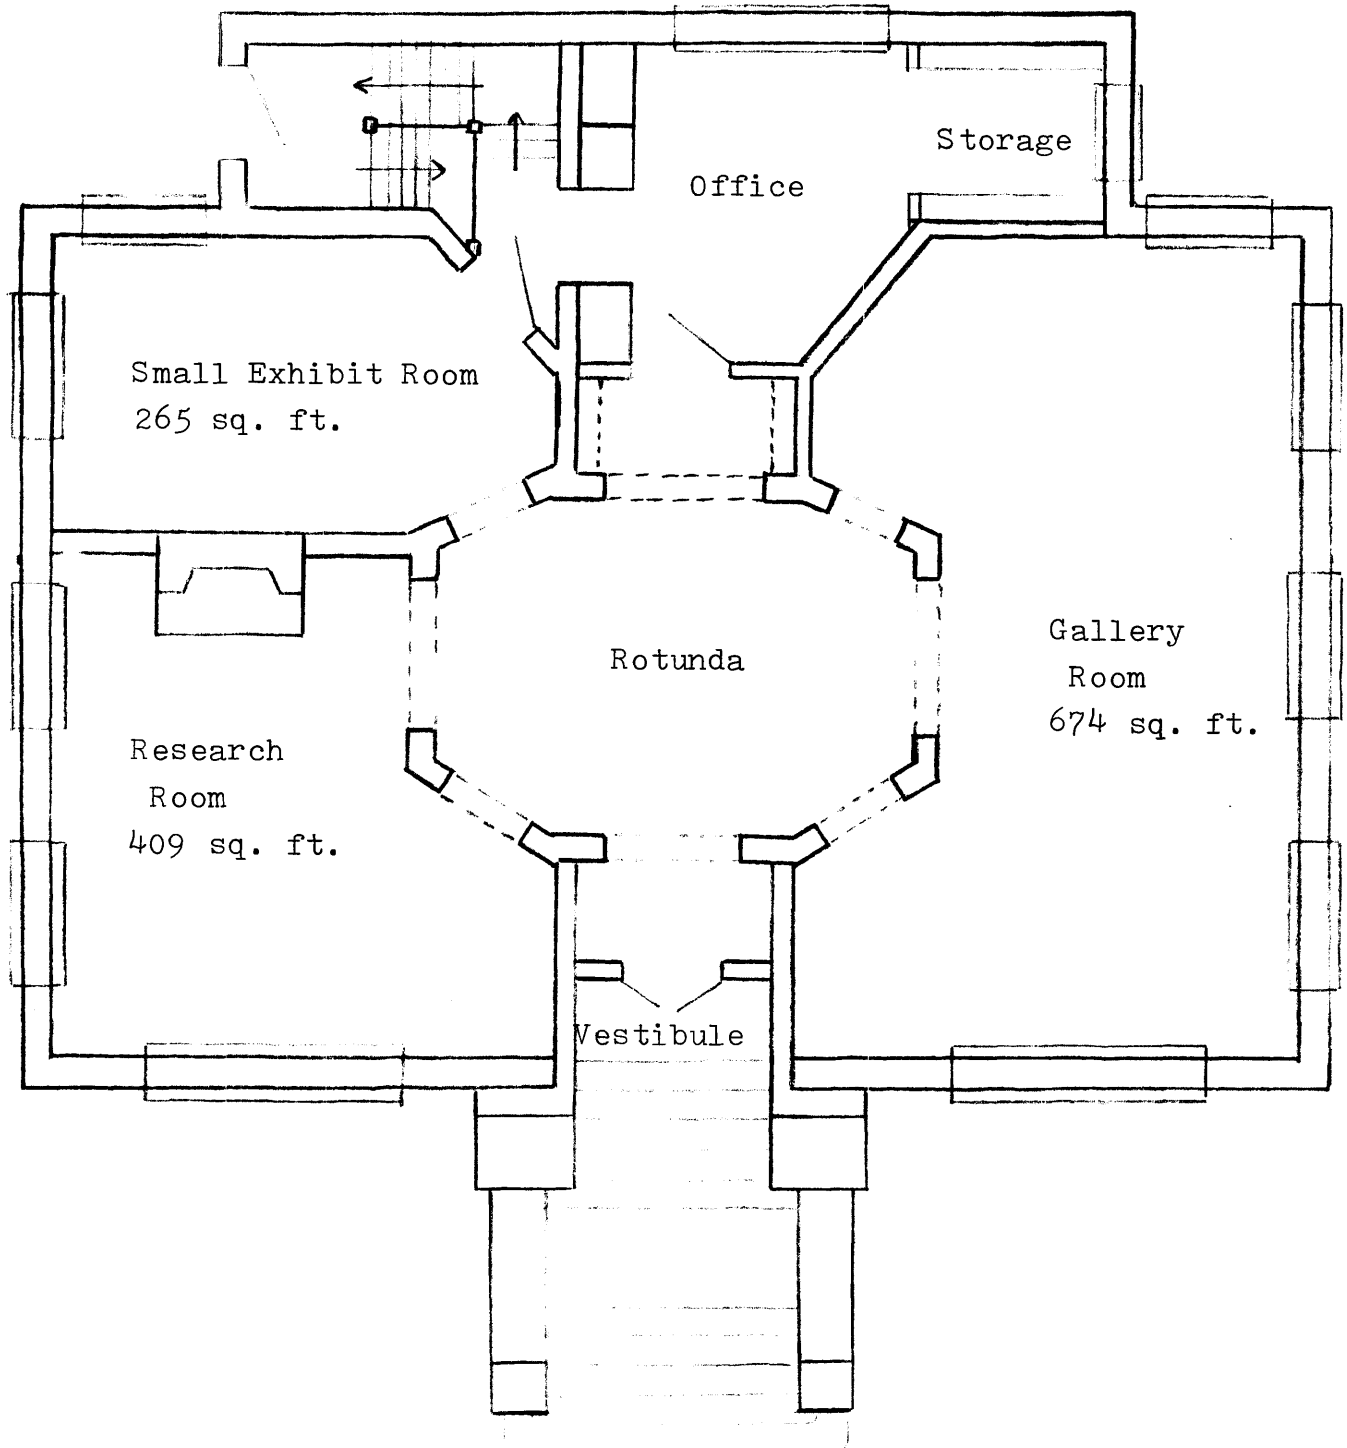 Storage
Office
Small Exhibit Room
265 sq. ft.
Gallery
Room
674 sq. ft.
Rotunda
Research
Room
409 sq. ft.
Vestibule